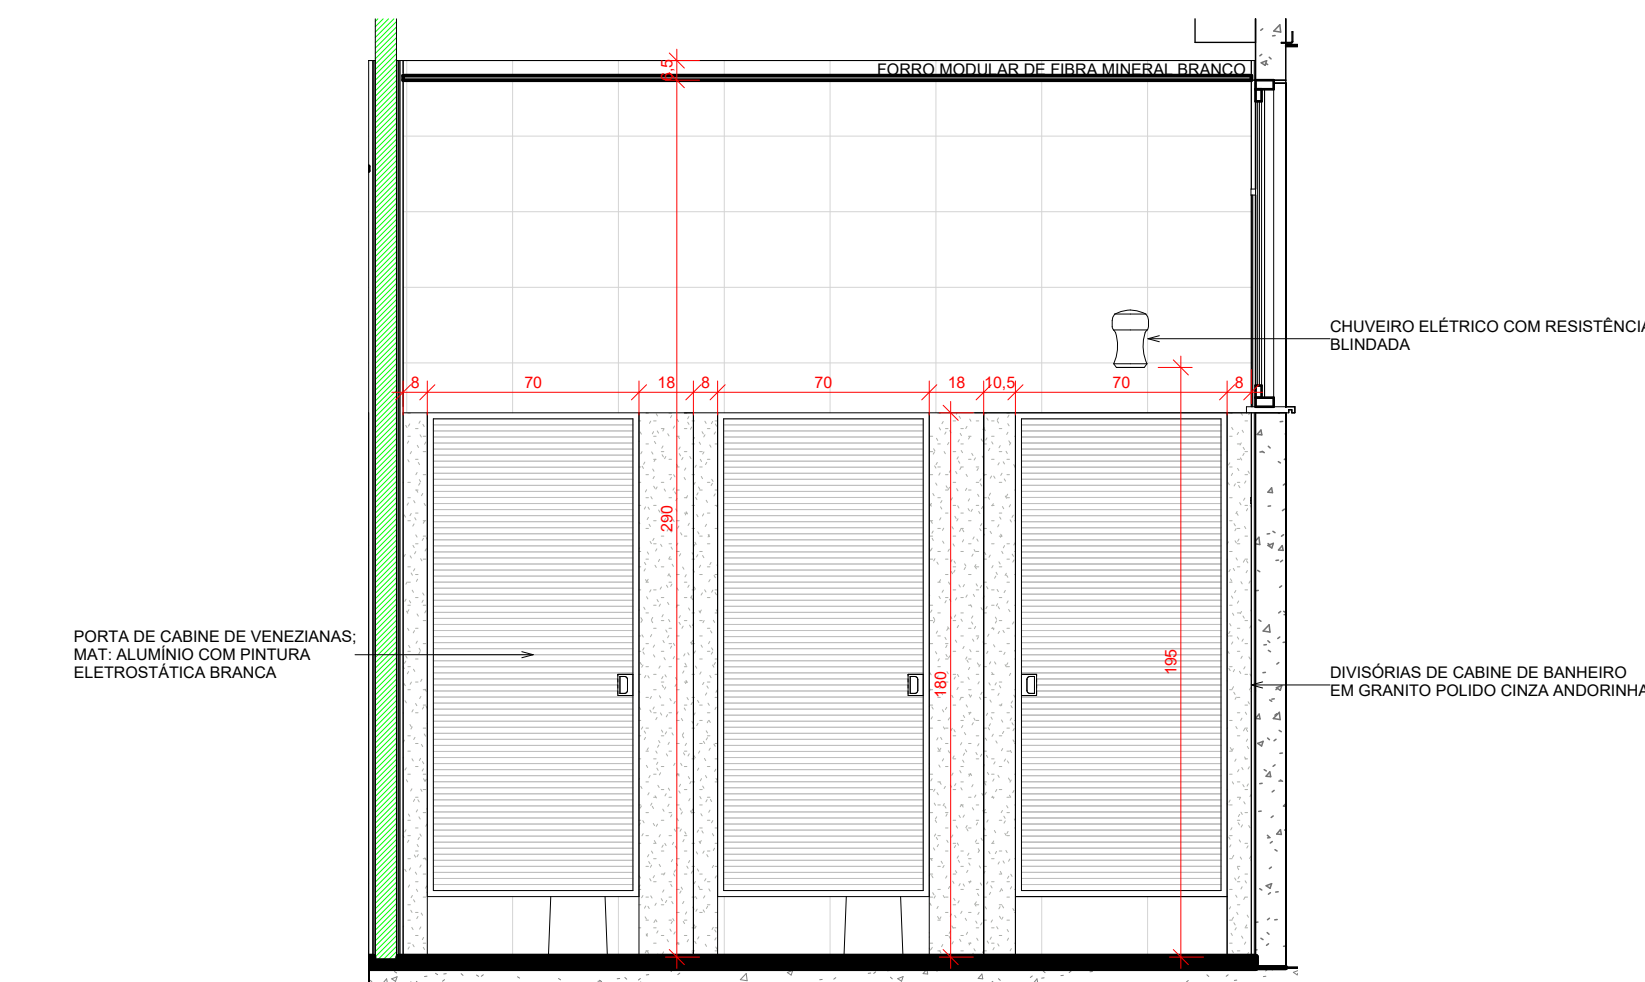 6,5
FORRO MODULAR DE FIBRA MINERAL BRANCO
CHUVEIRO ELÉTRICO COM RESISTÊNCIA
BLINDADA
8
70
18
8
70
18
10,5
70
8
290
180
195
PORTA DE CABINE DE VENEZIANAS;
MAT: ALUMÍNIO COM PINTURA
ELETROSTÁTICA BRANCA
DIVISÓRIAS DE CABINE DE BANHEIRO
EM GRANITO POLIDO CINZA ANDORINHA